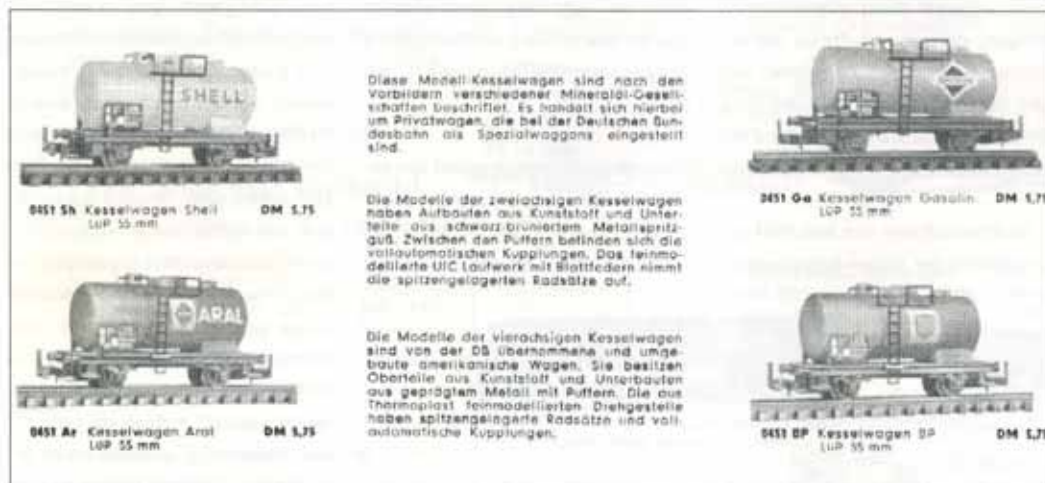 SHELL
0451 Sh Kesselwagen Shell DM 5,75
LüP 55 mm
ARAL
0451 Ar Kesselwagen Aral DM 5,75
LüP 55 mm
Diese Modell-Kesselwagen sind nach den
Vorbildern verschiedener Mineralöl-Gesell-
schaften beschriftet. Es handelt sich hierbei
um Privatwagen, die bei der Deutschen Bun-
desbahn als Spezialwaggons eingestellt
sind.
Die Modelle der zweiachsigen Kesselwagen
haben Aufbauten aus Kunststoff und Unter-
teile aus schwarz-bruniertem Metallspritz-
guß. Zwischen den Puffern befinden sich die
vollautomatischen Kupplungen. Das feinmo-
dellierte UIC Laufwerk mit Blattfedern nimmt
die spitzengelagerten Radsätze auf.
Die Modelle der vierachsigen Kesselwagen
sind von der DB übernommene und umge-
baute amerikanische Wagen. Sie besitzen
Oberteile aus Kunststoff und Unterbauten
aus geprägtem Metall mit Puffern. Die aus
Thermoplast feinmodellierten Drehgestelle
haben spitzengelagerte Radsätze und voll-
automatische Kupplungen.
0451 Ga Kesselwagen Gasolin DM 5,75
LüP 55 mm
0451 BP Kesselwagen BP DM 5,75
LüP 55 mm